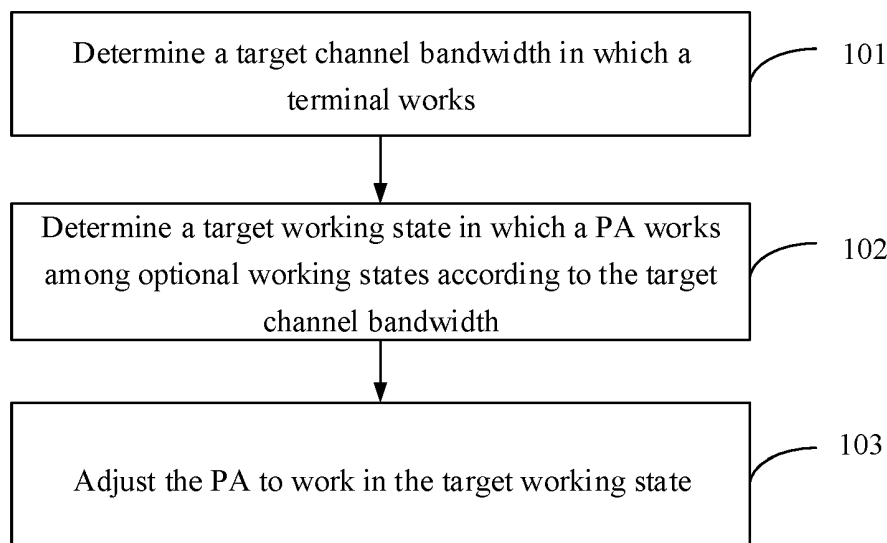 Determine a target channel bandwidth in which a
terminal works
101
Determine a target working state in which a PA works
among optional working states according to the target
channel bandwidth
102
Adjust the PA to work in the target working state
103